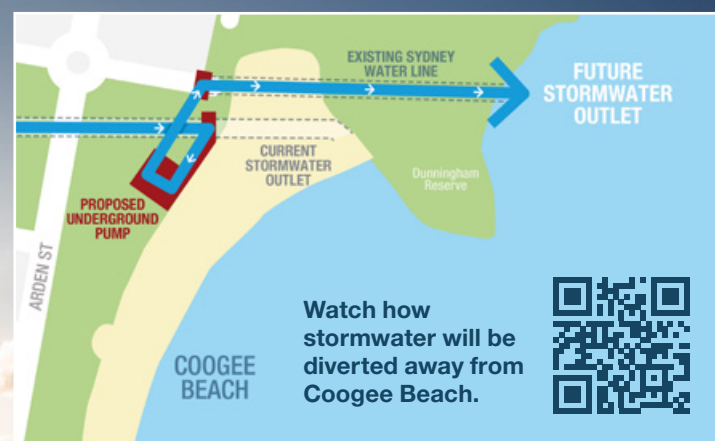 EXISTING SYDNEY
WATER LINE
FUTURE
STORMWATER
OUTLET
CURRENT
STORMWATER
OUTLET
Dunningham
Reserve
PROPOSED
UNDERGROUND
PUMP
ARDEN ST
COOGEE
BEACH
Watch how
stormwater will be
diverted away from
Coogee Beach.